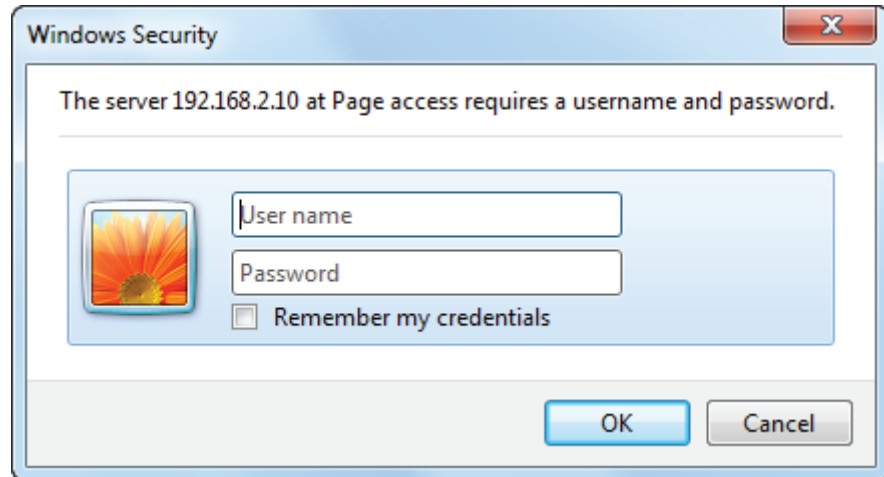 Windows Security
The server 192.168.2.10 at Page access requires a username and password.
User name
Password
Remember my credentials
OK
Cancel